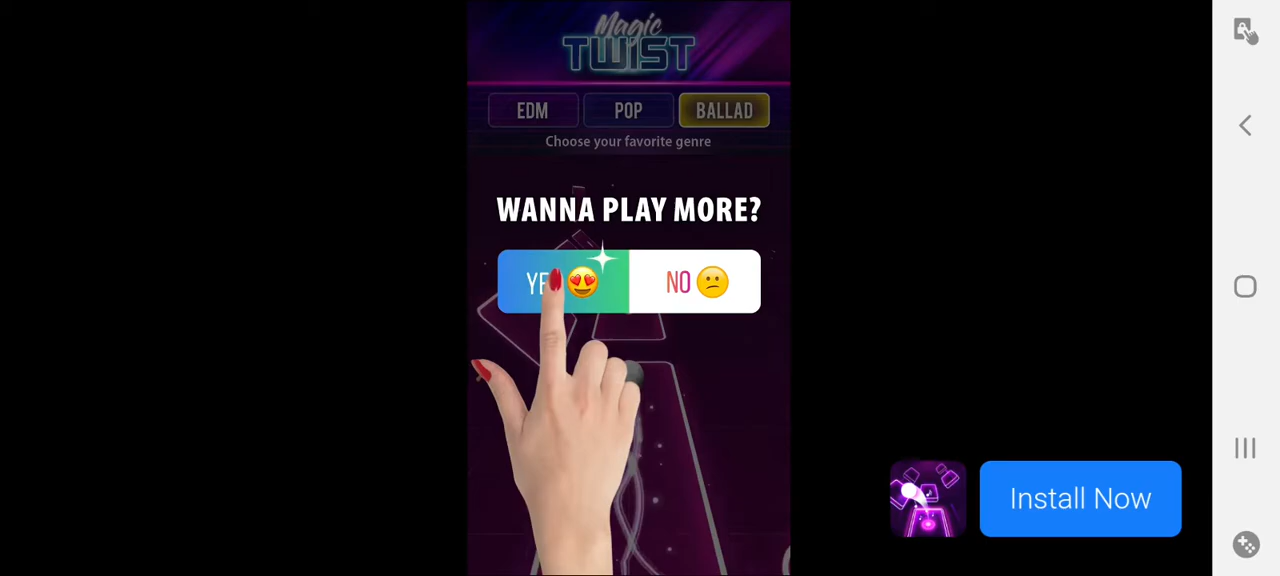 Magic
TWIST
EDM POP BALLAD
Choose your favorite genre
WANNA PLAY MORE?
NO
Install Now